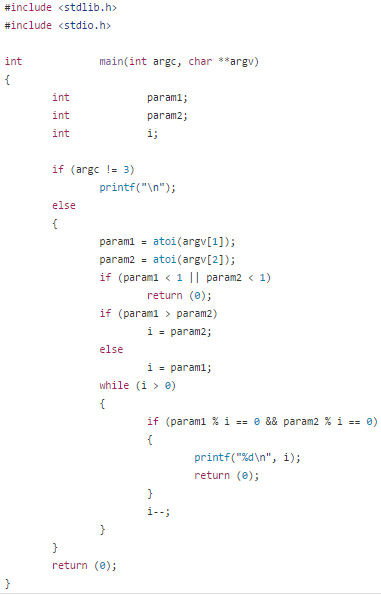 #include <stdlib.h>
#include <stdio.h>

int		main(int argc, char **argv)
{
	int		param1;
	int		param2;
	int		i;

	if (argc != 3)
		printf("\n");
	else
	{
		param1 = atoi(argv[1]);
		param2 = atoi(argv[2]);
		if (param1 < 1 || param2 < 1)
			return (0);
		if (param1 > param2)
			i = param2;
		else
			i = param1;
		while (i > 0)
		{
			if (param1 % i == 0 && param2 % i == 0)
			{
				printf("%d\n", i);
				return (0);
			}
			i--;
		}
	}
	return (0);
}